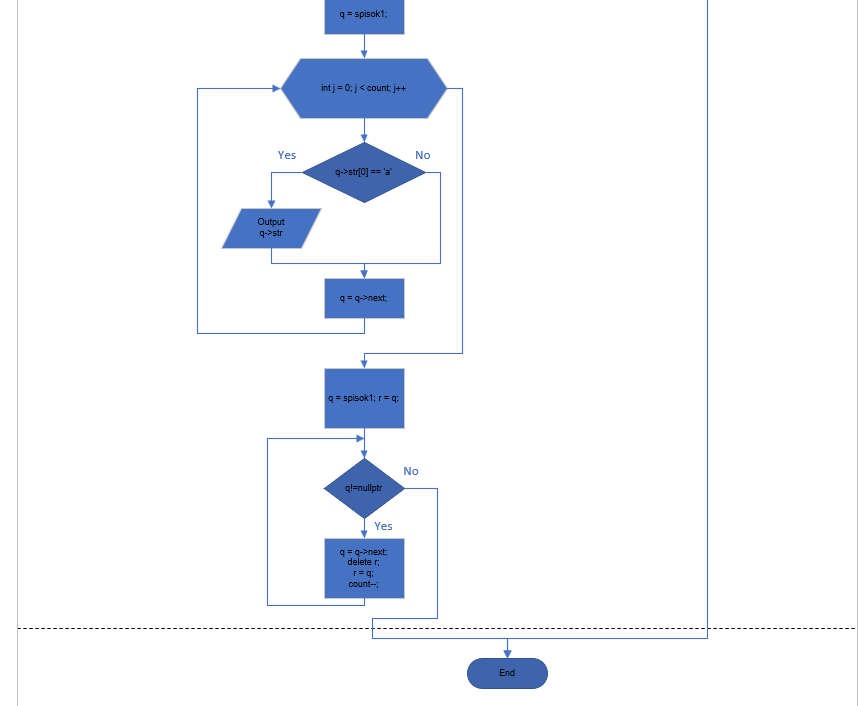 q = spisok1;
int j = 0; j < count; j++
Yes
No
q->str[0] == 'a'
Output
q->str
q = q->next;
q = spisok1; r = q;
No
q!=nullptr
Yes
q = q->next;
delete r;
r = q;
count--;
End